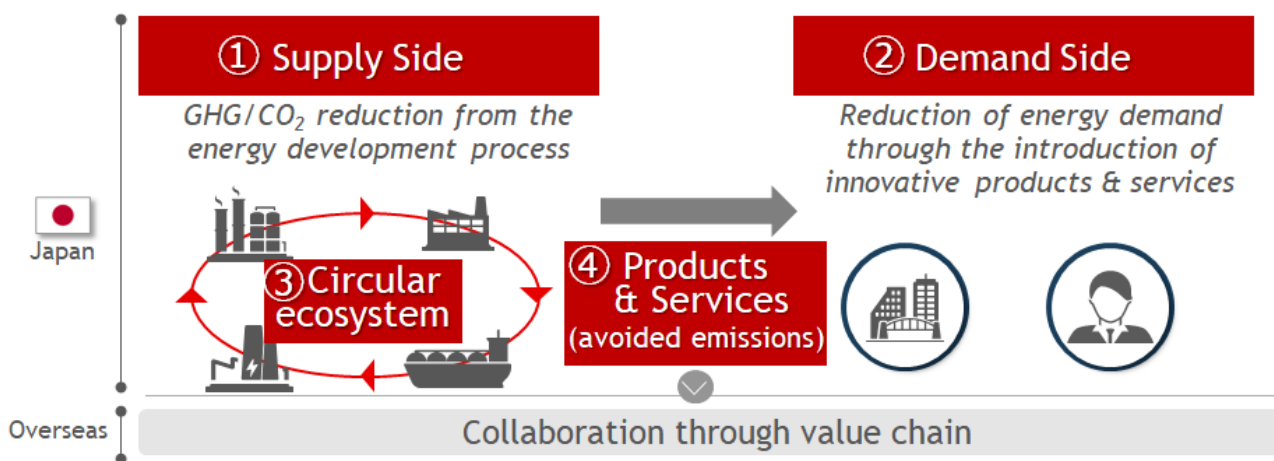 ① Supply Side
GHG/CO₂ reduction from the
energy development process
② Demand Side
Reduction of energy demand
through the introduction of
innovative products & services
Japan
③Circular
ecosystem
④ Products
& Services
(avoided emissions)
Overseas
Collaboration through value chain